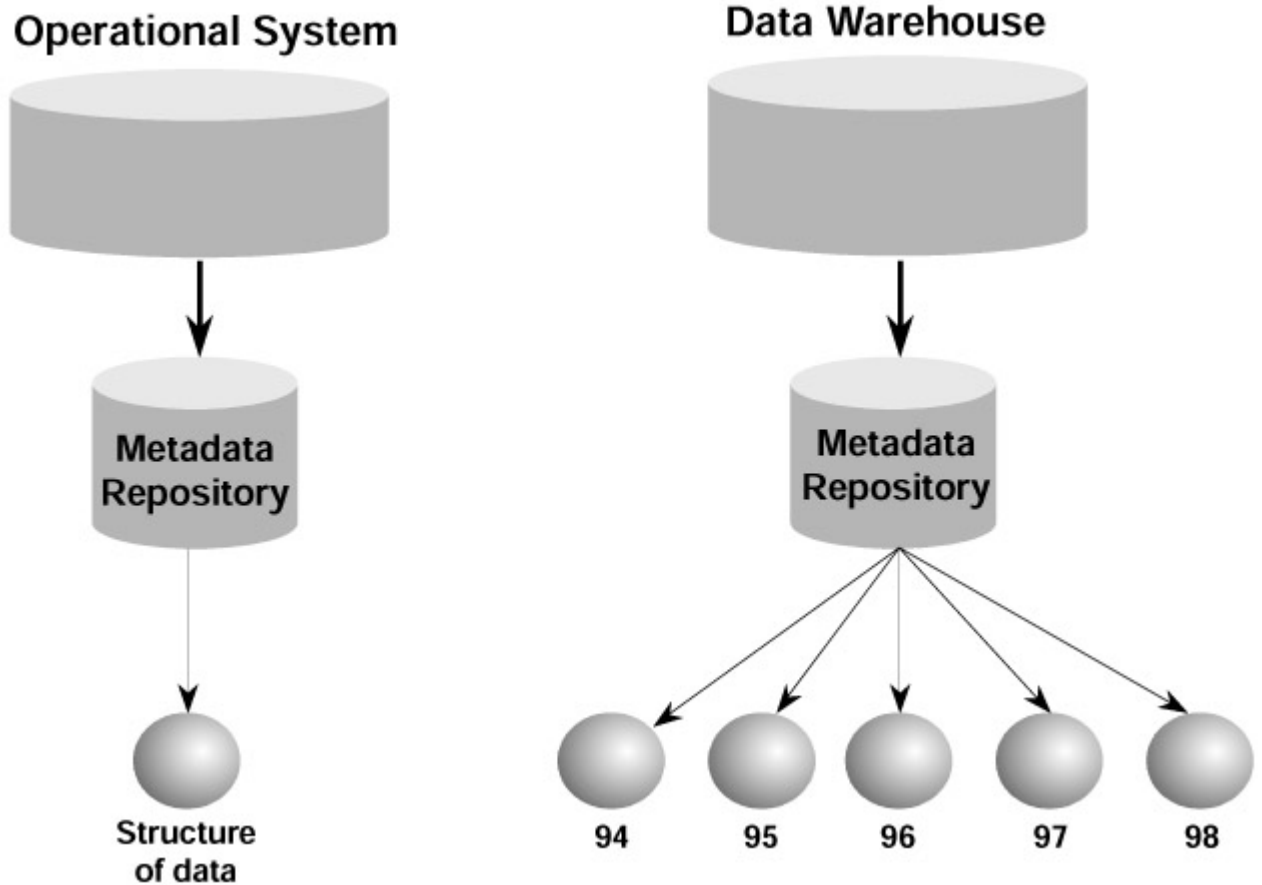 Operational System
Data Warehouse
Metadata
Repository
Metadata
Repository
Structure
of data
94
95
96
97
98